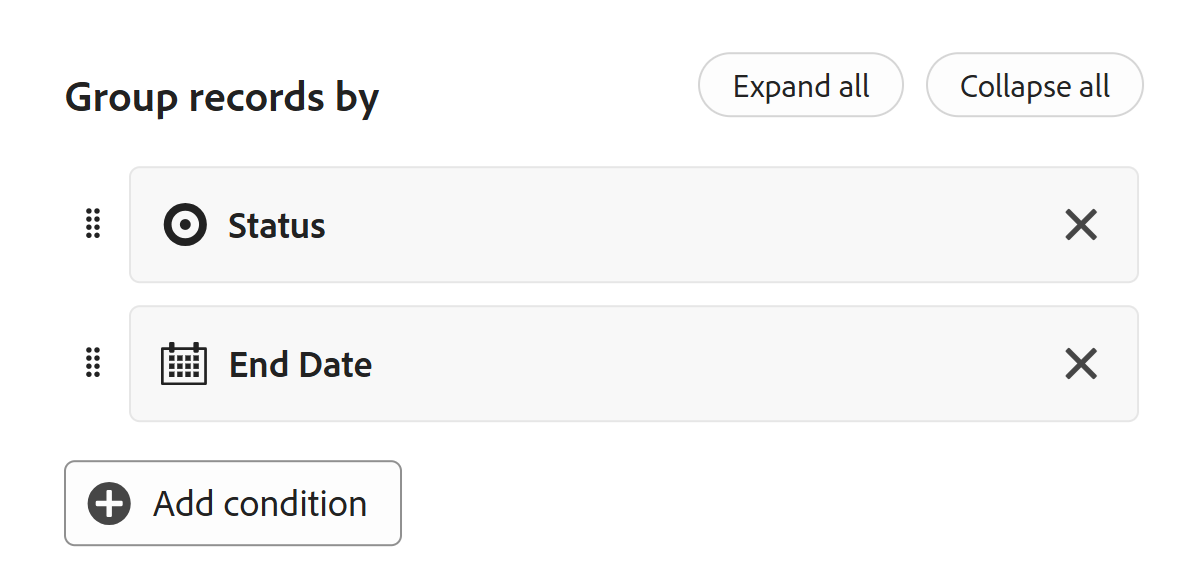 Group records by
Expand all
Collapse all
Status
End Date
Add condition